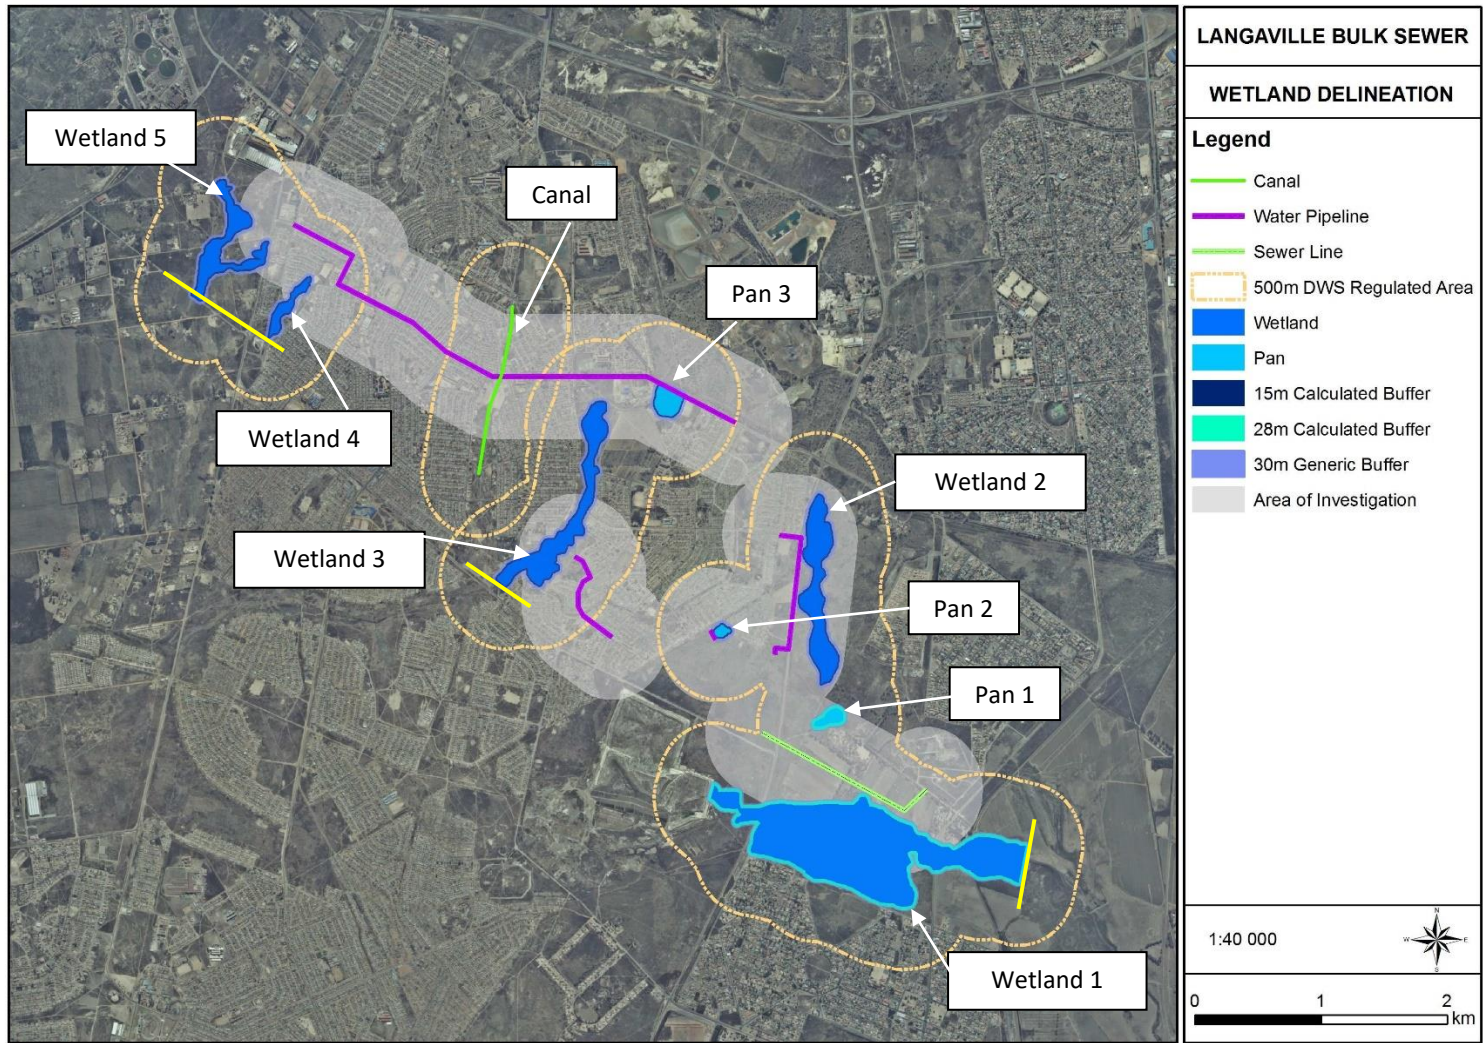 Wetland 5
Canal
Pan 3
Wetland 4
Wetland 2
Wetland 3
Pan 2
Pan 1
Wetland 1
LANGAVILLE BULK SEWER
WETLAND DELINEATION
Legend
Canal
Water Pipeline
Sewer Line
500m DWS Regulated Area
Wetland
Pan
15m Calculated Buffer
28m Calculated Buffer
30m Generic Buffer
Area of Investigation
1:40 000
N
W E
S
0 1 2
km